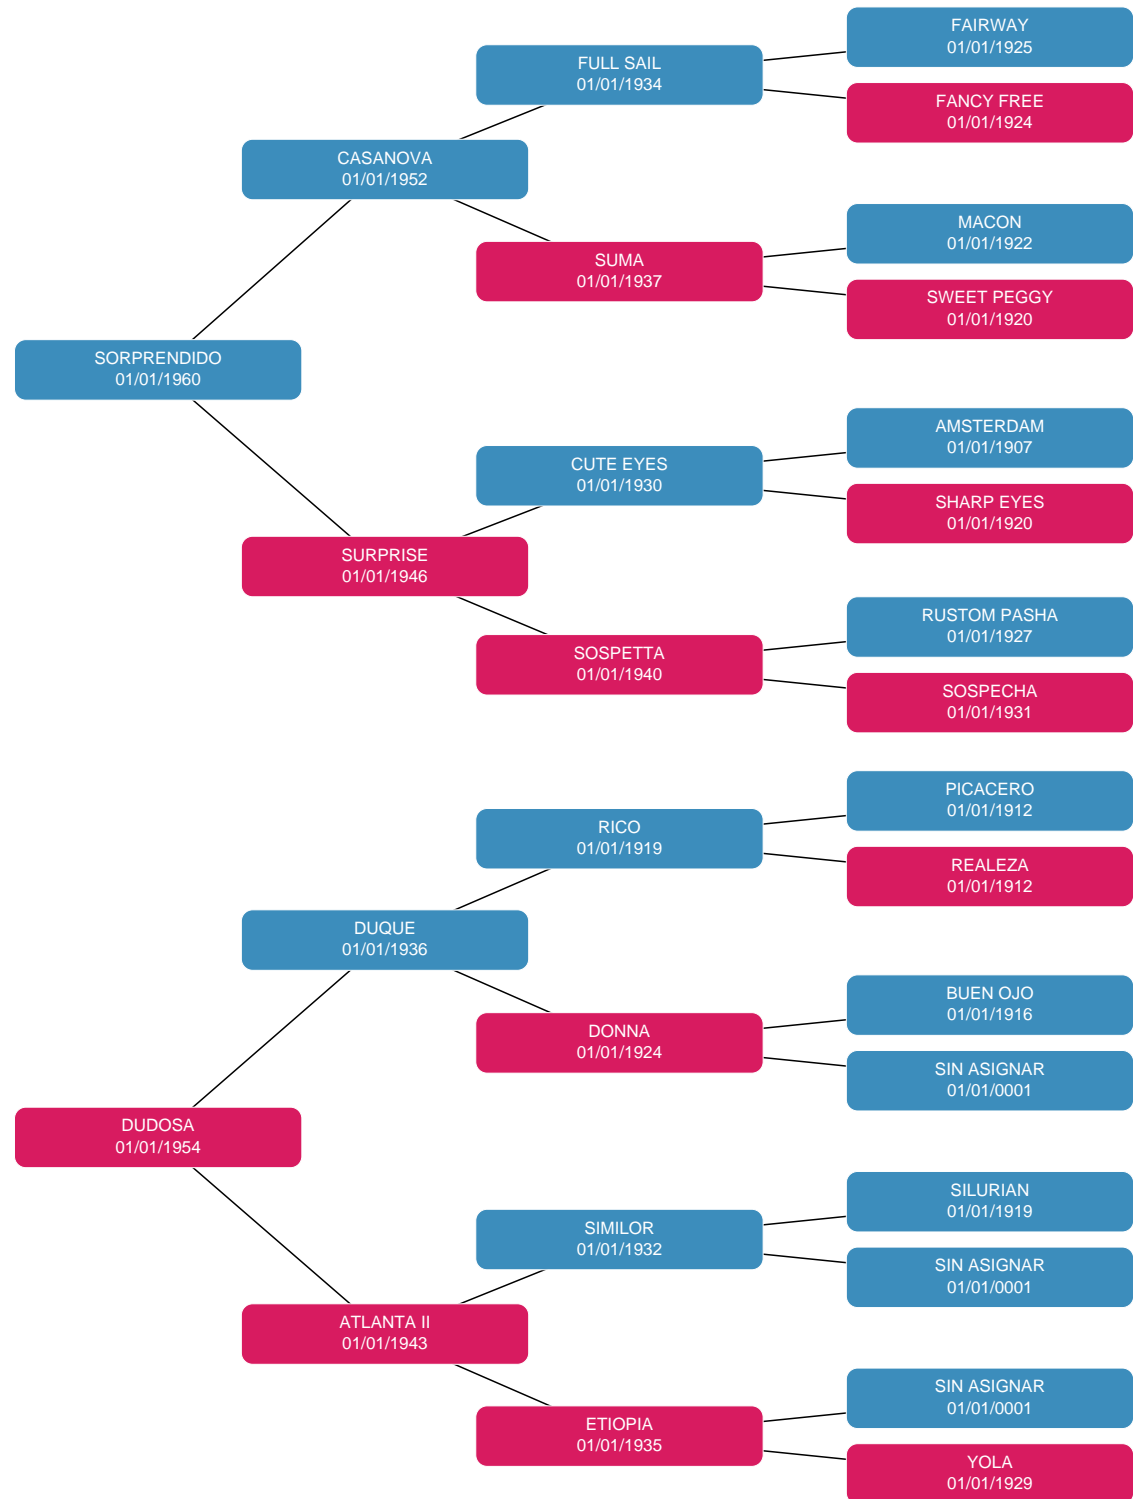 FAIRWAY
01/01/1925
FULL SAIL
01/01/1934
FANCY FREE
01/01/1924
CASANOVA
01/01/1952
MACON
01/01/1922
SUMA
01/01/1937
SWEET PEGGY
01/01/1920
SORPRENDIDO
01/01/1960
AMSTERDAM
01/01/1907
CUTE EYES
01/01/1930
SHARP EYES
01/01/1920
SURPRISE
01/01/1946
RUSTOM PASHA
01/01/1927
SOSPETTA
01/01/1940
SOSPECHA
01/01/1931
PICACERO
01/01/1912
RICO
01/01/1919
REALEZA
01/01/1912
DUQUE
01/01/1936
BUEN OJO
01/01/1916
DONNA
01/01/1924
SIN ASIGNAR
01/01/0001
DUDOSA
01/01/1954
SILURIAN
01/01/1919
SIMILOR
01/01/1932
SIN ASIGNAR
01/01/0001
ATLANTA II
01/01/1943
SIN ASIGNAR
01/01/0001
ETIOPIA
01/01/1935
YOLA
01/01/1929